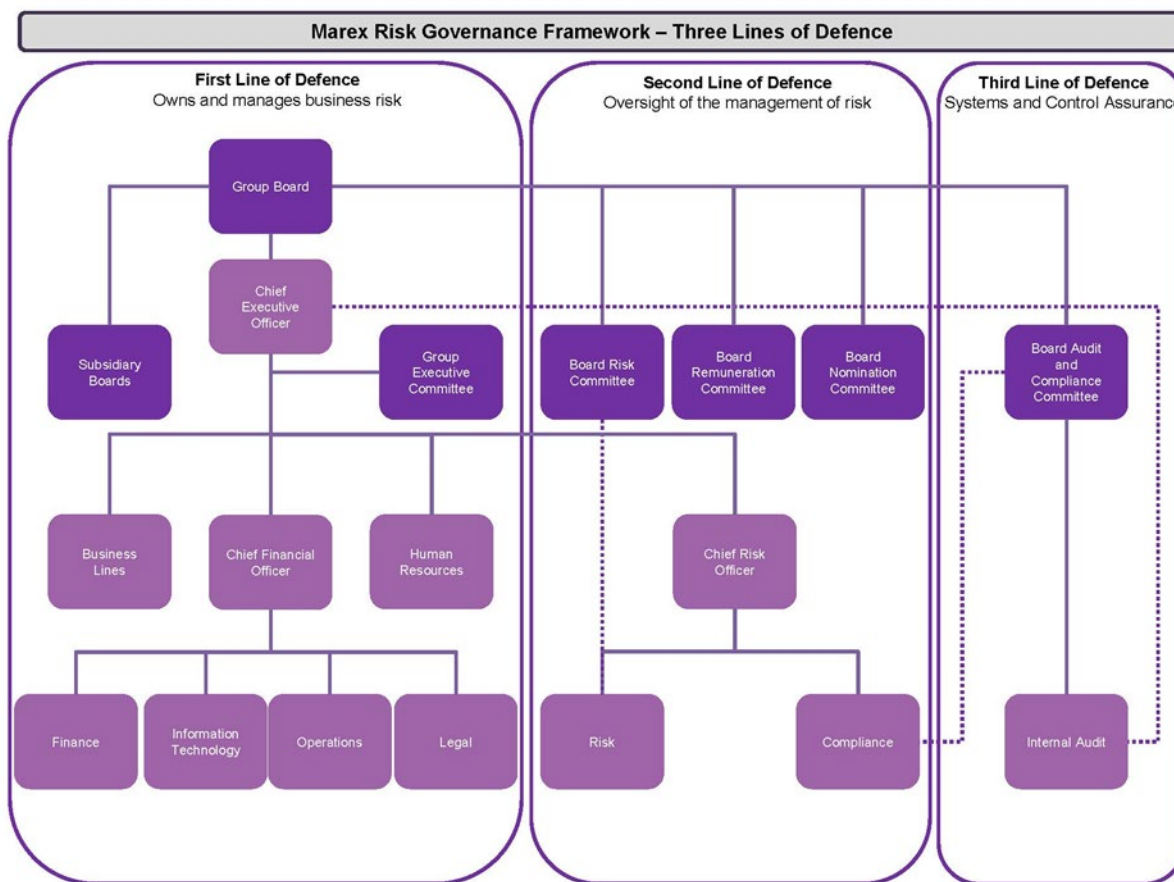 Marex Risk Governance Framework – Three Lines of Defence
First Line of Defence
Owns and manages business risk
Second Line of Defence
Oversight of the management of risk
Third Line of Defence
Systems and Control Assurance
Group Board
Chief
Executive
Officer
Subsidiary
Boards
Group
Executive
Committee
Board Risk
Committee
Board
Remuneration
Committee
Board
Nomination
Committee
Board Audit
and
Compliance
Committee
Business
Lines
Chief Financial
Officer
Human
Resources
Chief Risk
Officer
Finance
Information
Technology
Operations
Legal
Risk
Compliance
Internal Audit